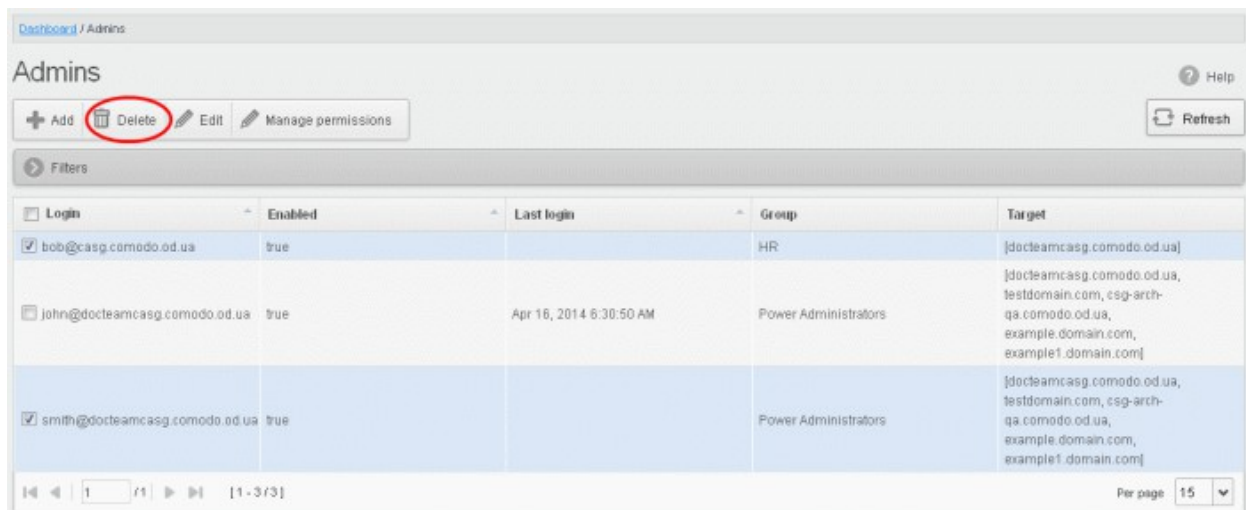 Dashboard / Admins
Admins
Help
Add Delete Edit Manage permissions
Refresh
Filters
Login Enabled Last login Group Target
bob@casg.comodo.od.ua true HR [docteamcasg.comodo.od.ua]
john@docteamcasg.comodo.od.ua true Apr 16, 2014 6:30:50 AM Power Administrators [docteamcasg.comodo.od.ua,
testdomain.com, csg-arch-
qa.comodo.od.ua,
example.domain.com,
example1.domain.com]
smith@docteamcasg.comodo.od.ua true Power Administrators [docteamcasg.comodo.od.ua,
testdomain.com, csg-arch-
qa.comodo.od.ua,
example.domain.com,
example1.domain.com]
1 /1 [1 - 3 / 3] Per page 15